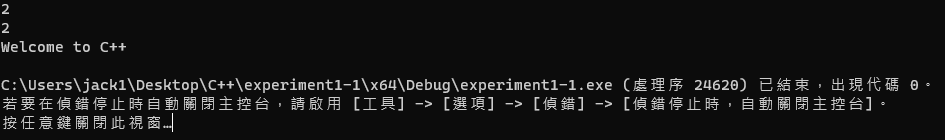 2
2
Welcome to C++
C:\Users\jack1\Desktop\C++\experiment1-1\x64\Debug\experiment1-1.exe (處理序 24620) 已結束，出現代碼 0。
若要在偵錯停止時自動關閉主控台，請啟用 [工具] -> [選項] -> [偵錯] -> [偵錯停止時，自動關閉主控台]。
按任意鍵關閉此視窗…